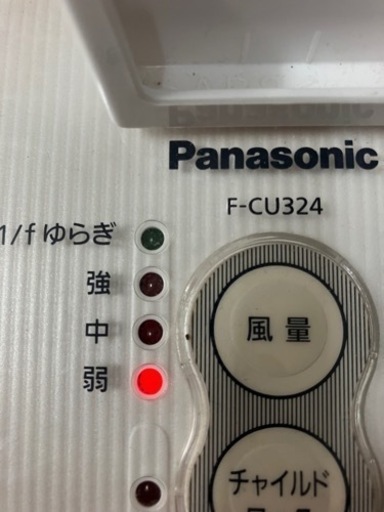 Panasonic
F-CU324
1/f ゆらぎ
強
中
弱
風量
チャイルド